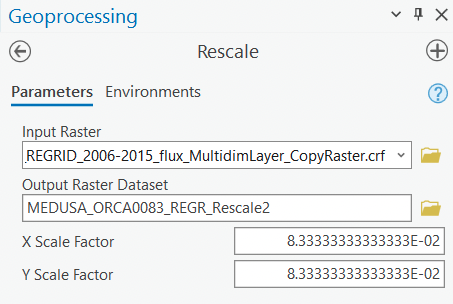 Geoprocessing
Rescale
Parameters Environments
Input Raster
_REGRID_2006-2015_flux_MultidimLayer_CopyRaster.crf
Output Raster Dataset
MEDUSA_ORCA0083_REGR_Rescale2
X Scale Factor 8.33333333333333E-02
Y Scale Factor 8.33333333333333E-02